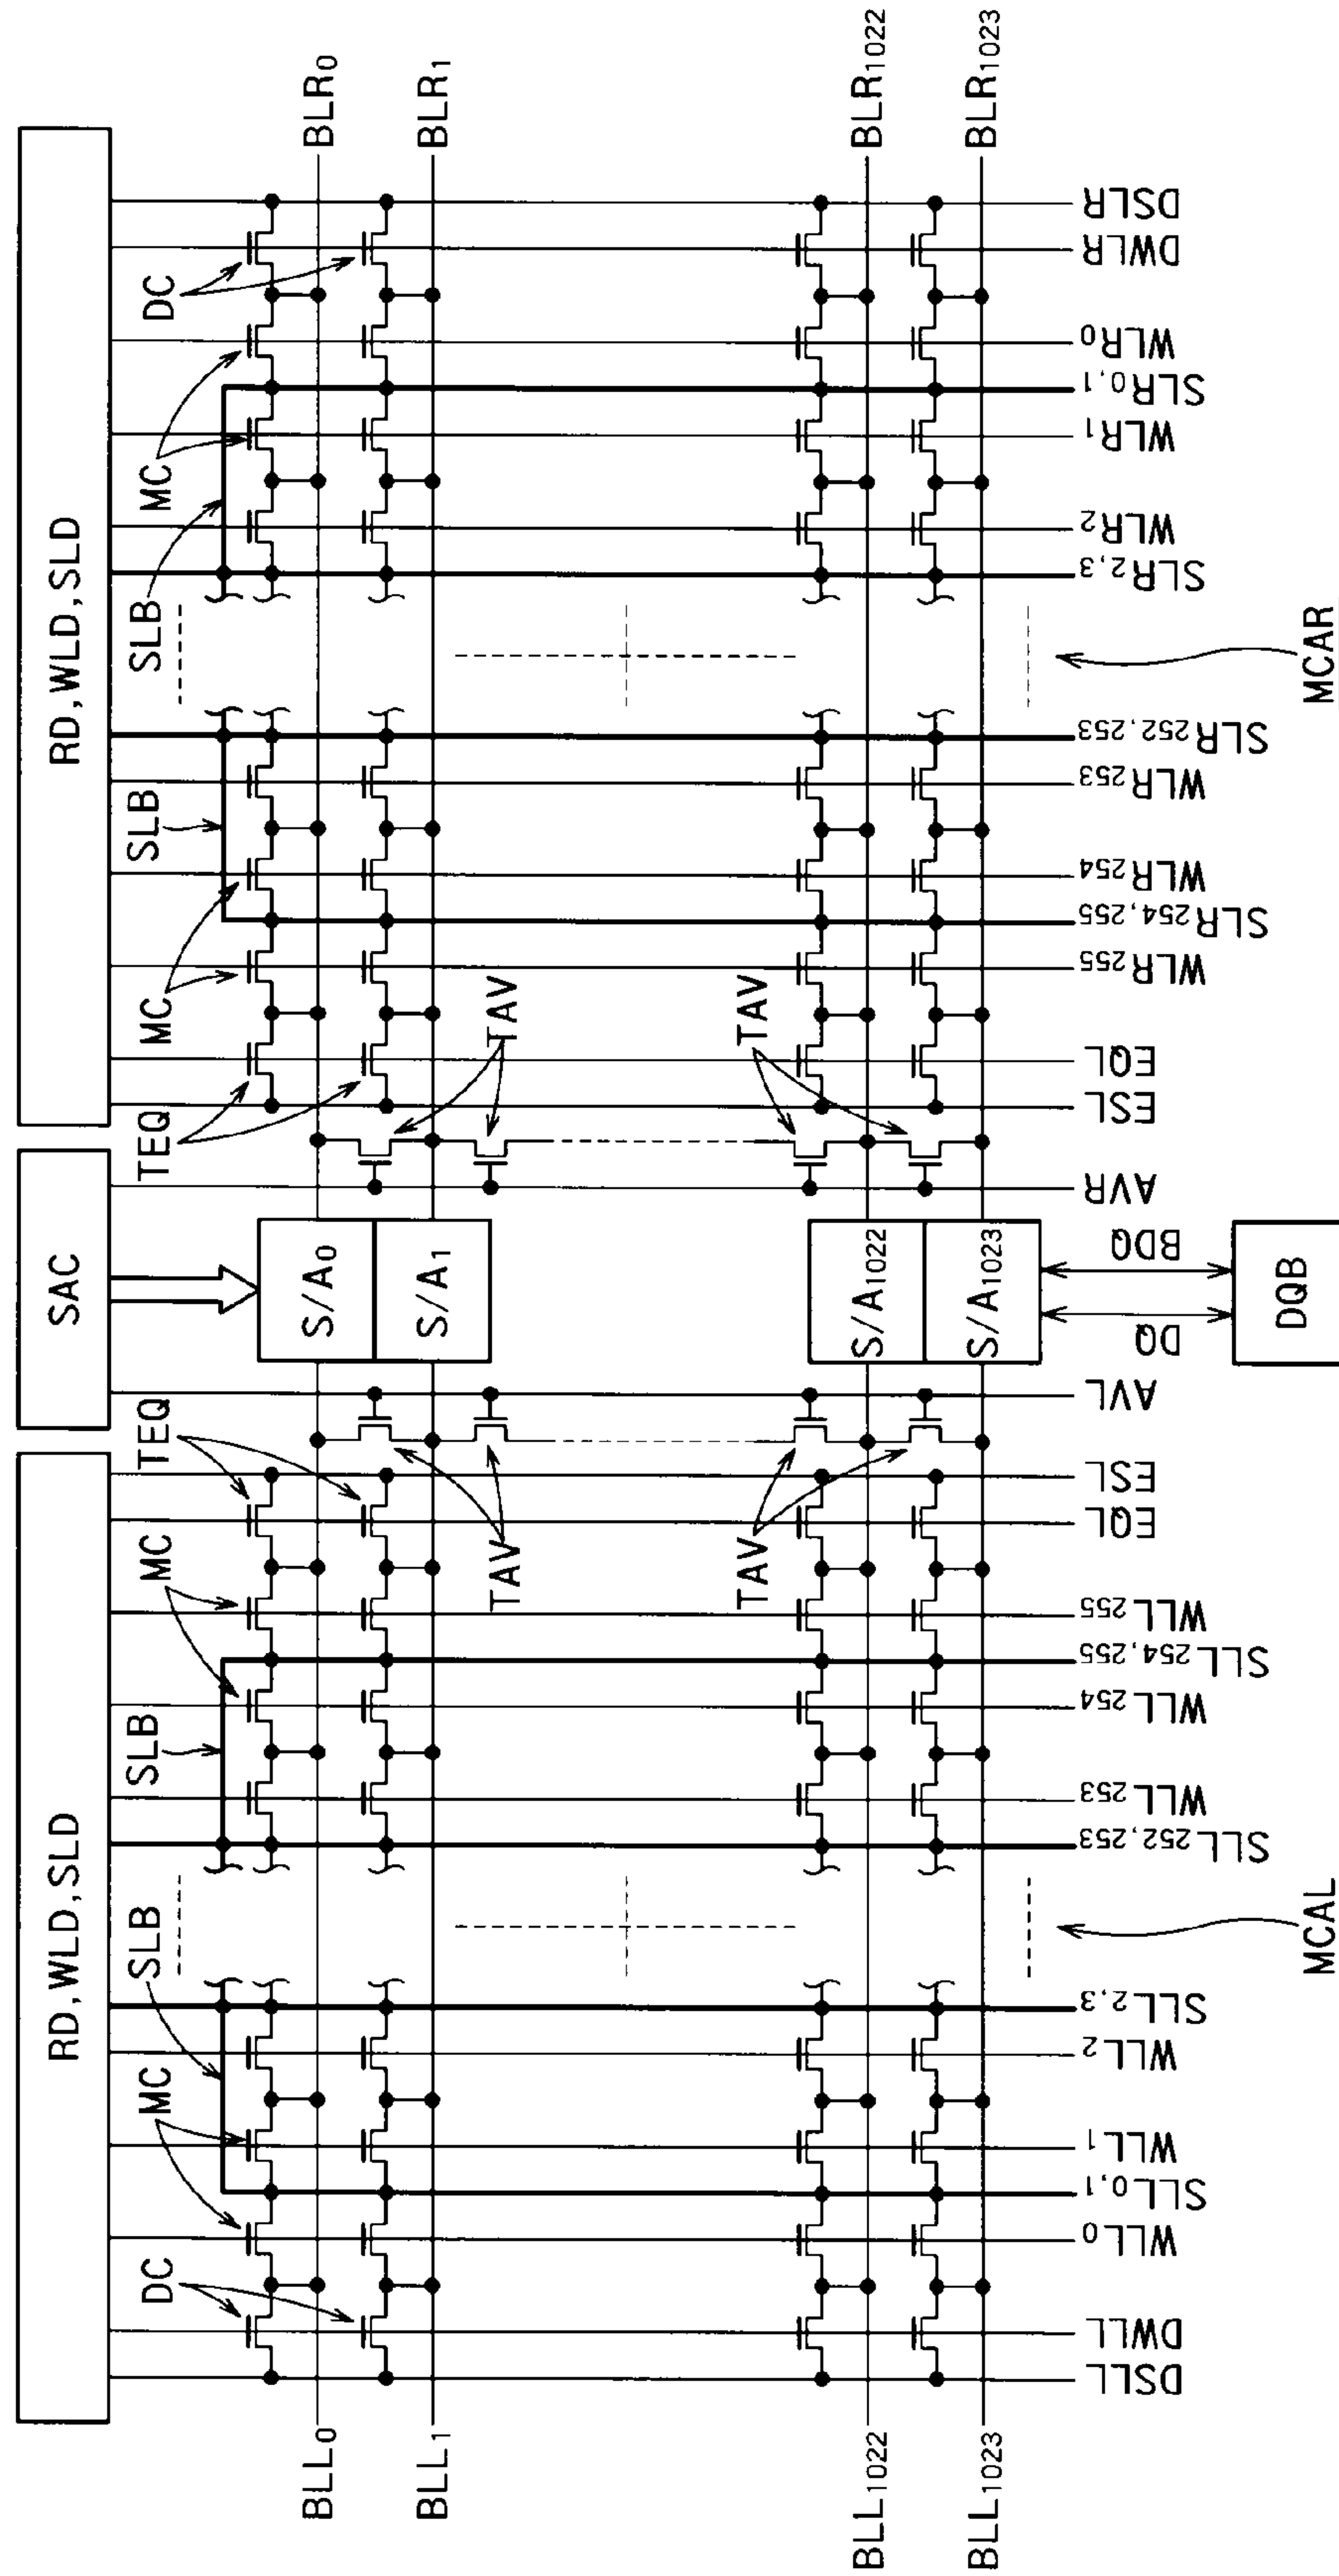 RD,WLD,SLD
SAC
RD,WLD,SLD
DC
MC
SLB
MC
TEQ
TEQ
MC
SLB
SLB
MC
DC
MC
SLB
BLL0
BLL1
BLL1022
BLL1023
BLR0
BLR1
BLR1022
BLR1023
S/A0
S/A1
S/A1022
S/A1023
TAV
TAV
TAV
TAV
DSLL
DWLL
WLL0
SLL0,1
WLL1
WLL2
SLL2,3
SLL252,253
WLL253
WLL254
SLL254,255
WLL255
EQL
ESL
AVL
DQ
BDQ
AVR
ESL
EQL
WLR255
SLR254,255
WLR254
WLR253
SLR252,253
SLR2,3
WLR2
WLR1
SLR0,1
WLR0
DWLR
DSLR
MCAL
DQB
MCAR